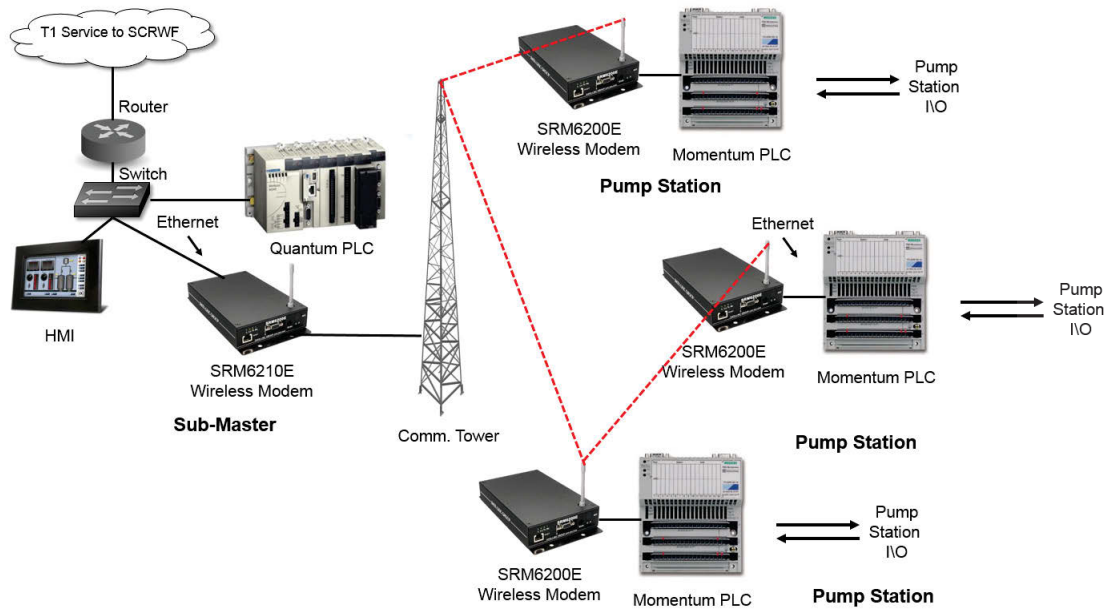 T1 Service to SCRWF
Router
Switch
Ethernet
HMI
Quantum PLC
SRM6210E
Wireless Modem
Sub-Master
Comm. Tower
SRM6200E
Wireless Modem
Momentum PLC
Pump
Station
I\O
Pump Station
Ethernet
SRM6200E
Wireless Modem
Momentum PLC
Pump
Station
I\O
Pump Station
SRM6200E
Wireless Modem
Momentum PLC
Pump
Station
I\O
Pump Station